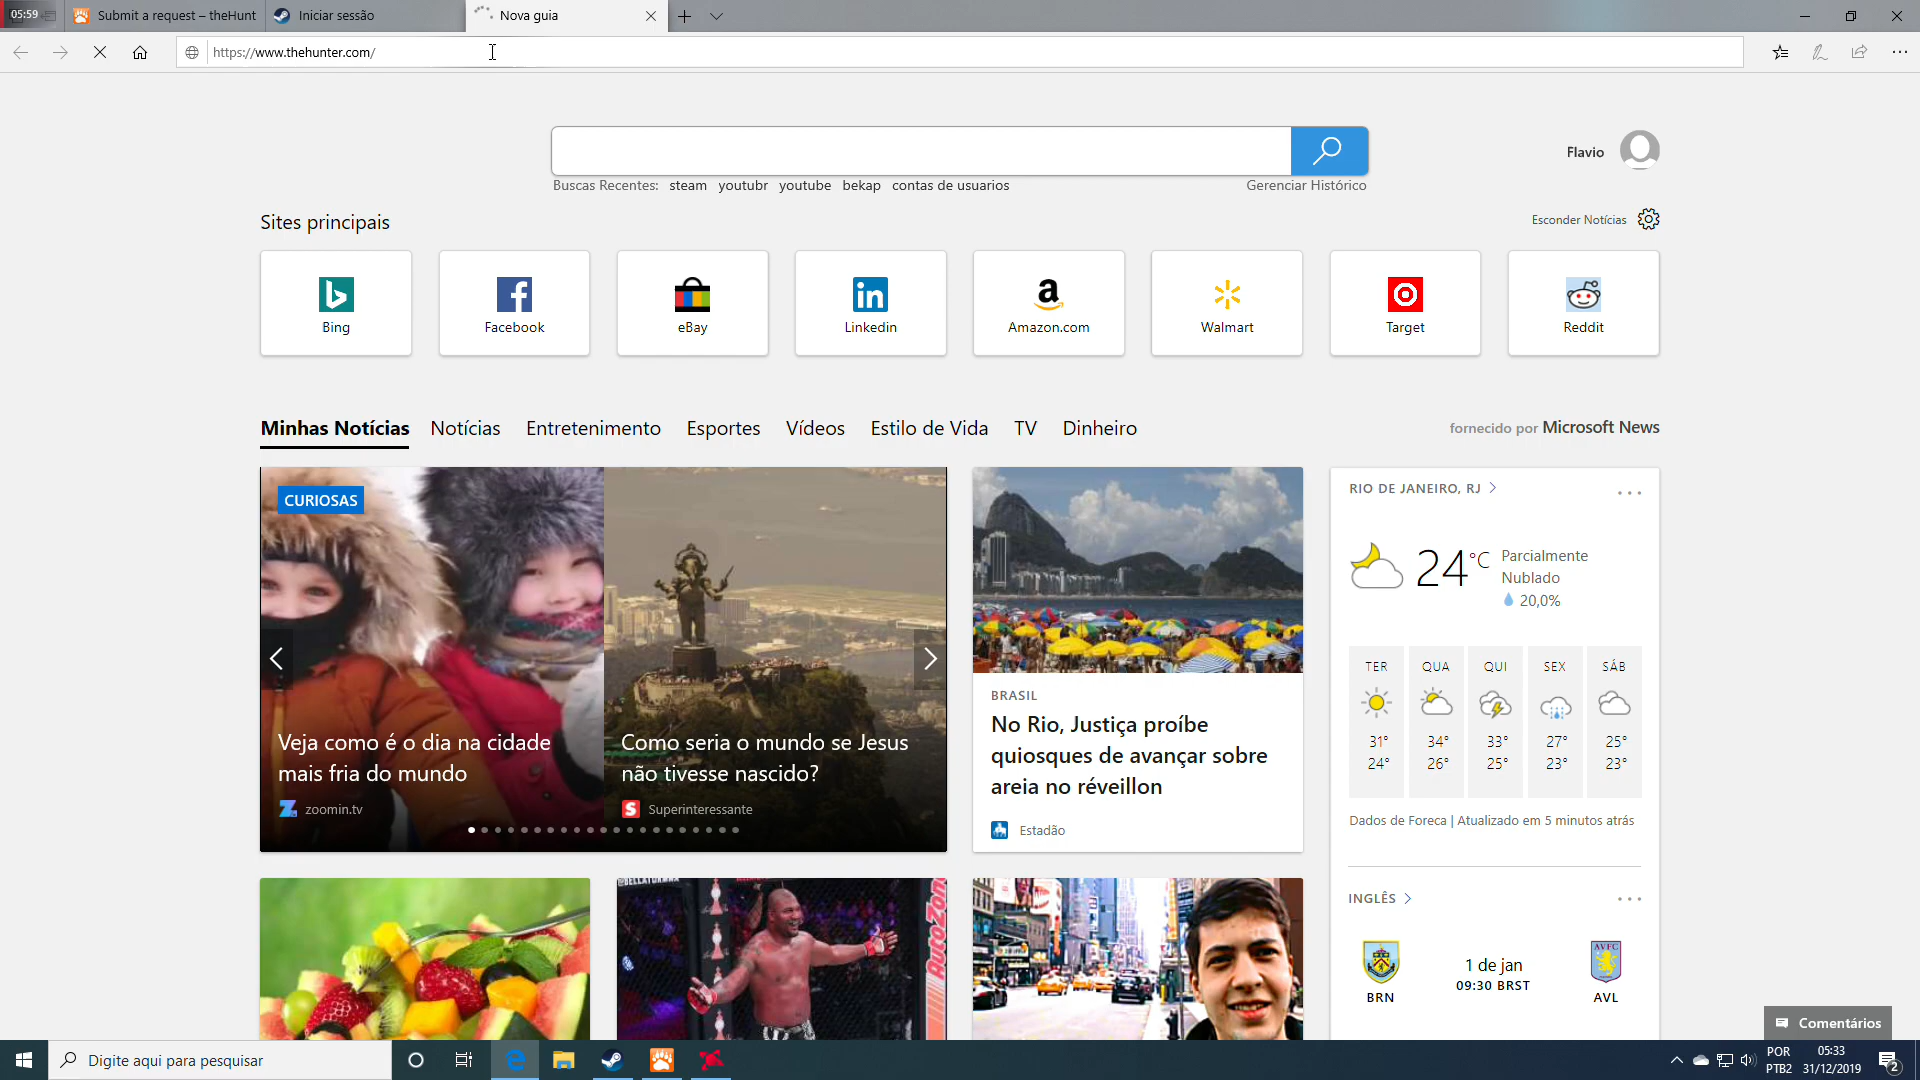 05:59
Submit a request – theHunt
Iniciar sessão
Nova guia
https://www.thehunter.com/
Flavio
Buscas Recentes: steam youtubr youtube bekap contas de usuarios
Gerenciar Histórico
Sites principais
Esconder Notícias
Bing
Facebook
eBay
Linkedin
Amazon.com
Walmart
Target
Reddit
Minhas Notícias
Notícias
Entretenimento
Esportes
Vídeos
Estilo de Vida
TV
Dinheiro
fornecido por Microsoft News
CURIOSAS
Veja como é o dia na cidade
mais fria do mundo
zoomin.tv
Como seria o mundo se Jesus
não tivesse nascido?
Superinteressante
BRASIL
No Rio, Justiça proíbe
quiosques de avançar sobre
areia no réveillon
Estadão
RIO DE JANEIRO, RJ
24°C
Parcialmente
Nublado
20,0%
TER QUA QUI SEX SÁB
31° 34° 33° 27° 25°
24° 26° 25° 23° 23°
Dados de Foreca | Atualizado em 5 minutos atrás
INGLÊS
AVFC
1 de jan
09:30 BRST
BRN
AVL
AutoZon
Comentários
Digite aqui para pesquisar
POR
PTB2
05:33
31/12/2019
2